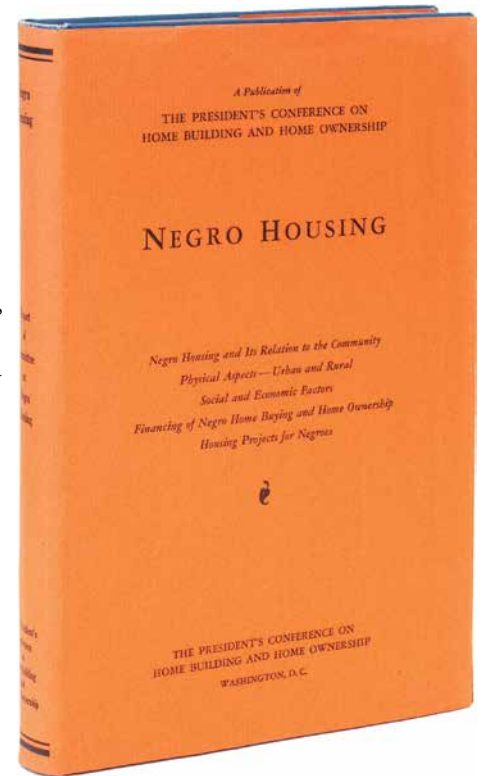 A Publication of
THE PRESIDENT'S CONFERENCE ON
HOME BUILDING AND HOME OWNERSHIP
NEGRO HOUSING
Negro Housing and Its Relation to the Community
Physical Aspects—Urban and Rural
Social and Economic Factors
Financing of Negro Home Buying and Home Ownership
Housing Projects for Negroes
THE PRESIDENT'S CONFERENCE ON
HOME BUILDING AND HOME OWNERSHIP
WASHINGTON, D.C.